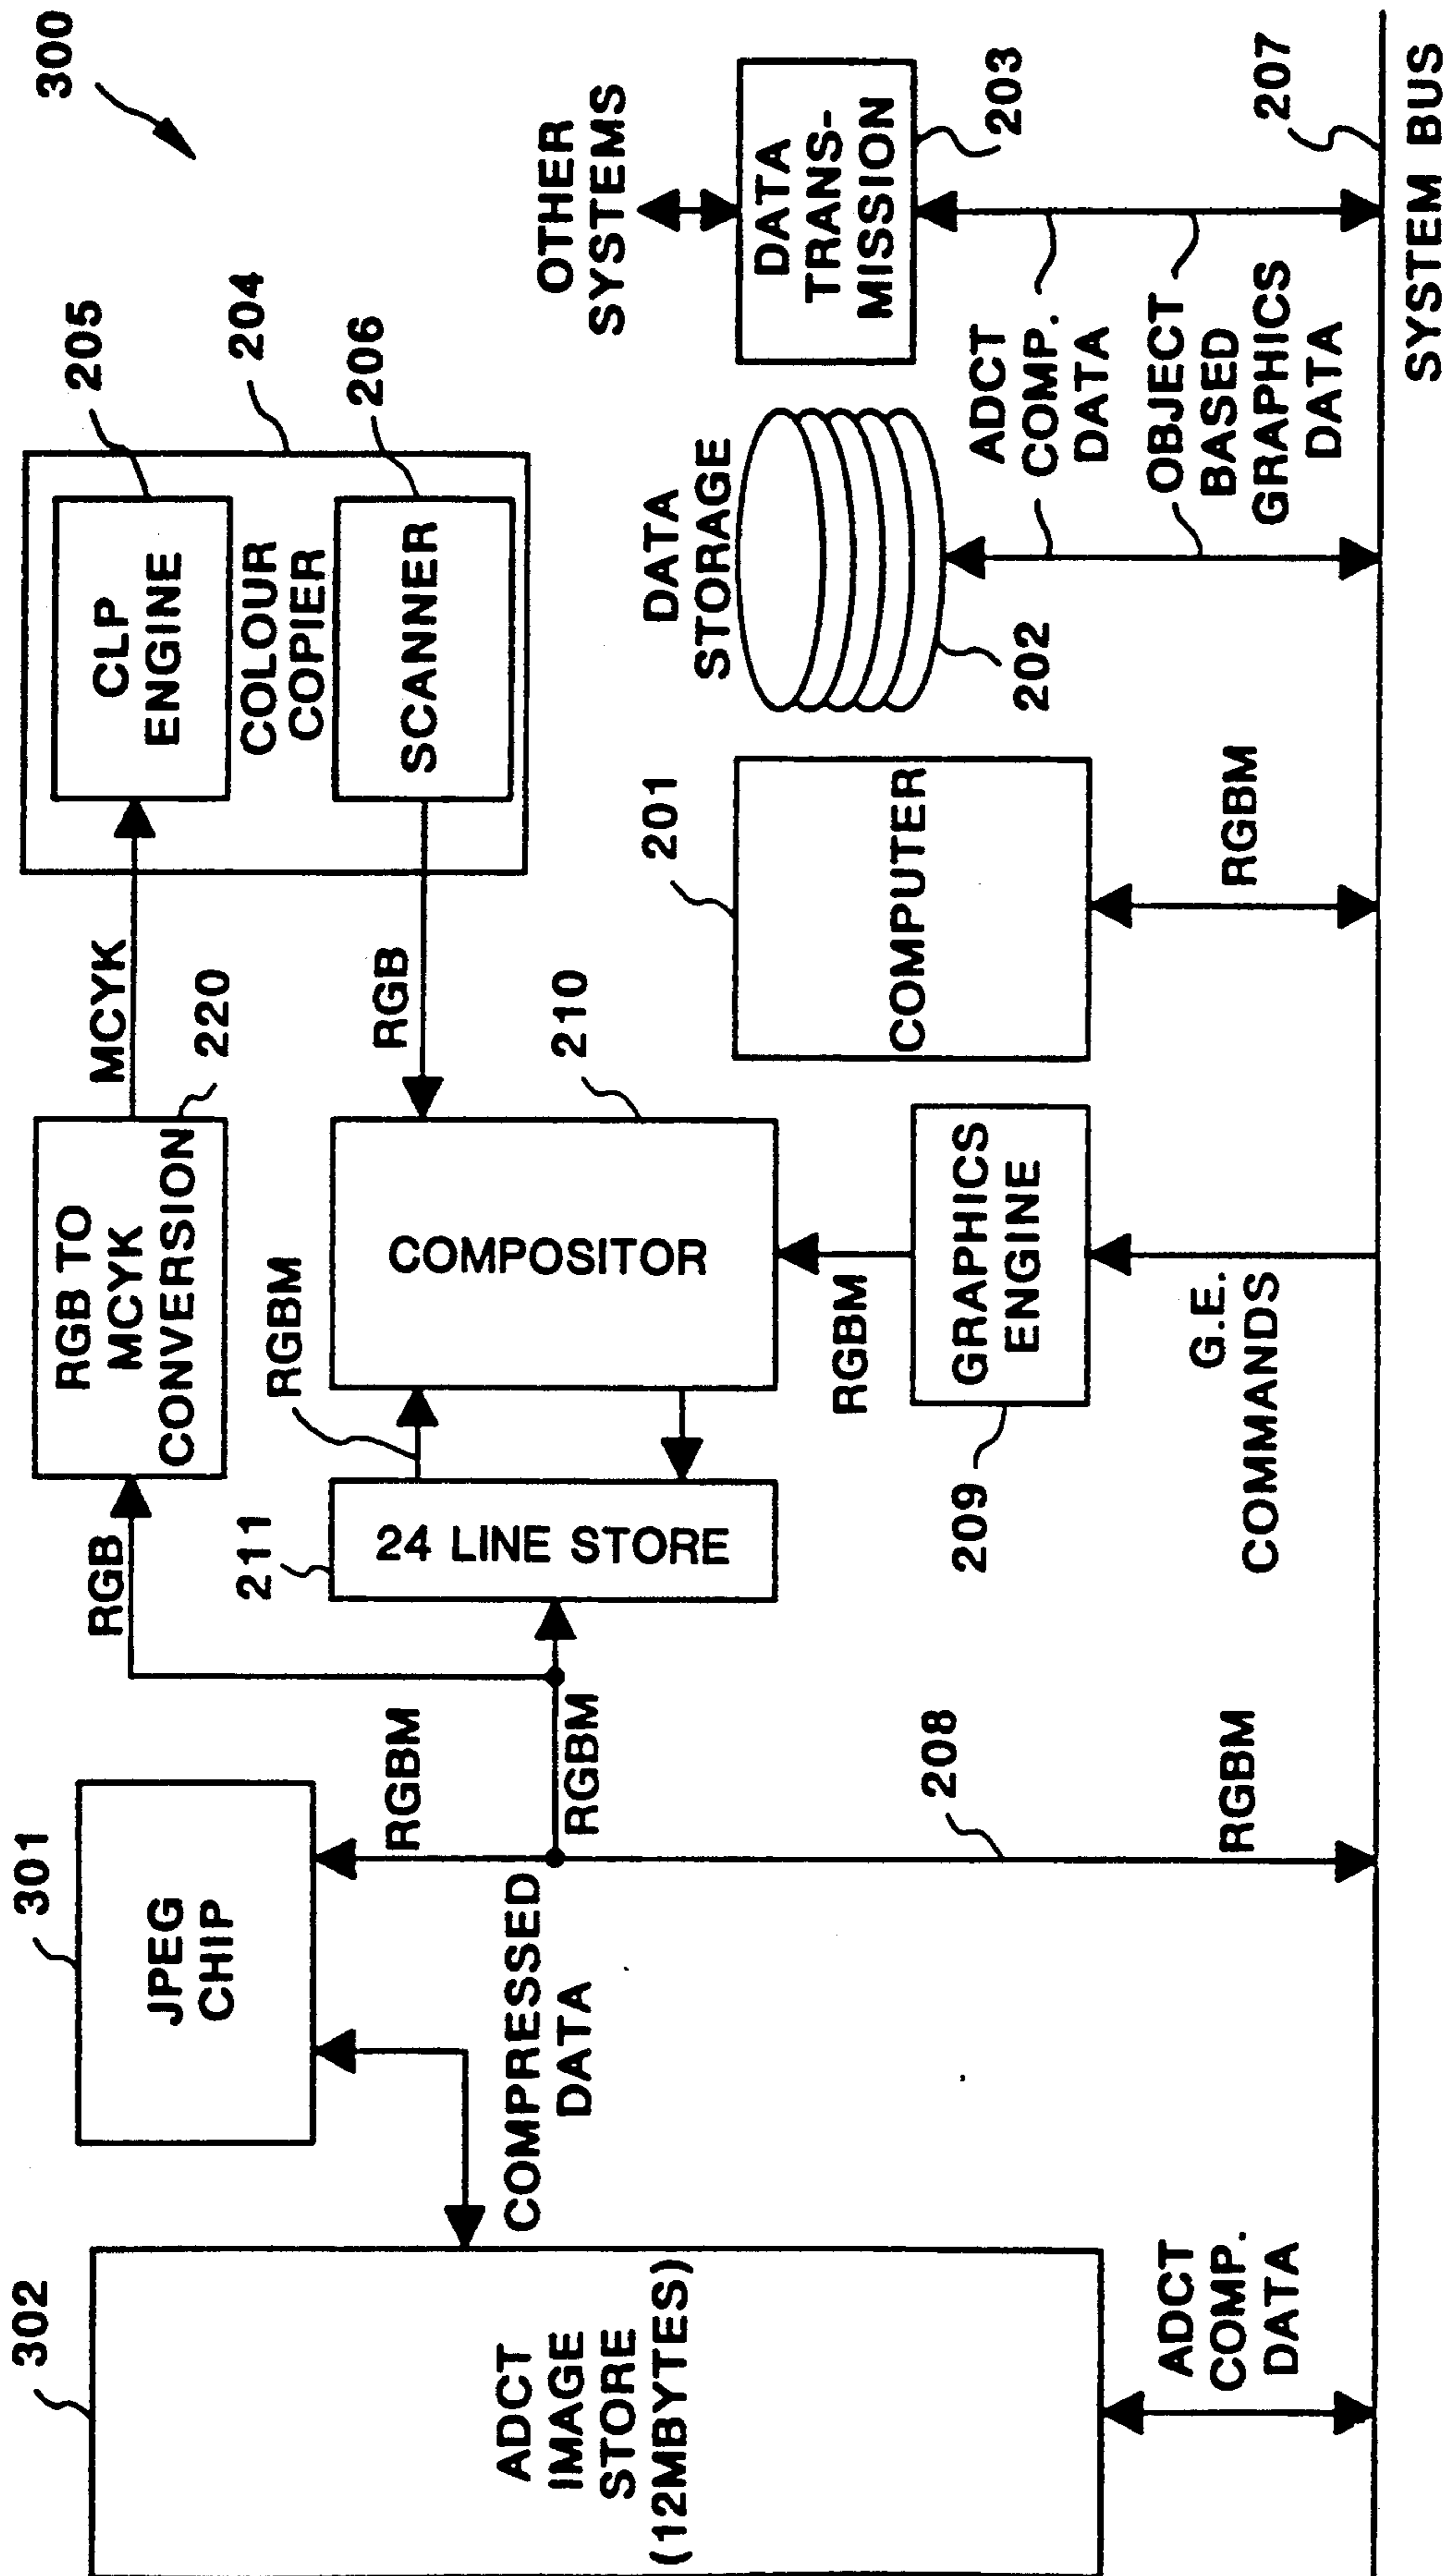 300
302
ADCT
IMAGE
STORE
(12MBYTES)
ADCT
COMP.
DATA
301
JPEG
CHIP
COMPRESSED
DATA
RGBM
RGBM
208
RGBM
RGB
RGB TO
MCYK
CONVERSION
220
MCYK
211
24 LINE STORE
RGBM
COMPOSITOR
210
RGB
RGBM
209
GRAPHICS
ENGINE
G.E.
COMMANDS
CLP
ENGINE
205
COLOUR
COPIER
204
SCANNER
206
201
COMPUTER
RGBM
DATA
STORAGE
202
OTHER
SYSTEMS
DATA
TRANS-
MISSION
203
ADCT
COMP.
DATA
OBJECT
BASED
GRAPHICS
DATA
207
SYSTEM BUS